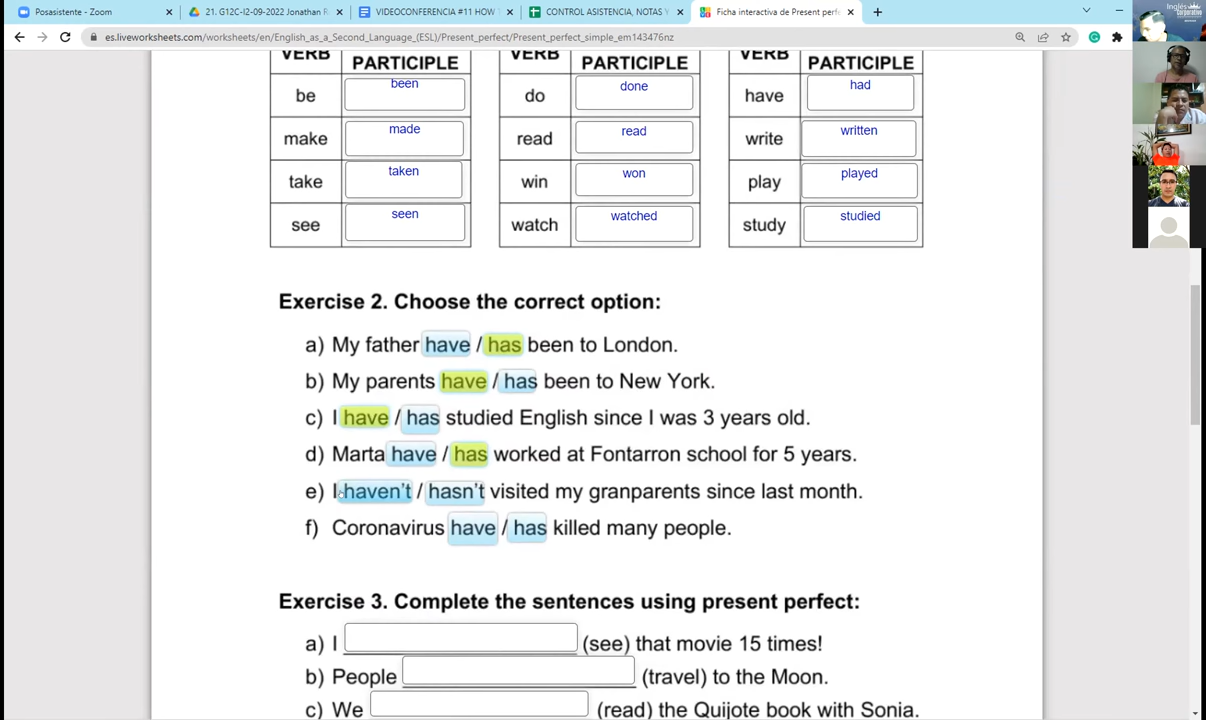 Posasistente - Zoom
21. G12C-I2-09-2022 Jonathan R
VIDEOCONFERENCIA #11 HOW
CONTROL ASISTENCIA, NOTAS Y
Ficha interactiva de Present perf
es.liveworksheets.com/worksheets/en/English_as_a_Second_Language_(ESL)/Present_perfect/Present_perfect_simple_em143476nz
Inglés
Corporativo
VERB PARTICIPLE VERB PARTICIPLE VERB PARTICIPLE
be been do done have had
make made read read write written
take taken win won play played
see seen watch watched study studied
Exercise 2. Choose the correct option:
a) My father have / has been to London.
b) My parents have / has been to New York.
c) I have / has studied English since I was 3 years old.
d) Marta have / has worked at Fontarron school for 5 years.
e) I haven't / hasn't visited my granparents since last month.
f) Coronavirus have / has killed many people.
Exercise 3. Complete the sentences using present perfect:
a) I (see) that movie 15 times!
b) People (travel) to the Moon.
c) We (read) the Quijote book with Sonia.